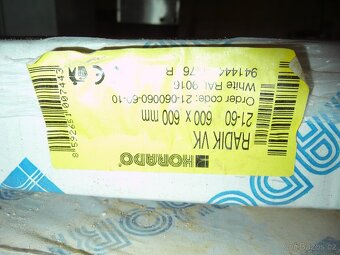 KORADO
RADIK VK
21-60 600 x 600 mm
Order code: 21-060060-60-10
White RAL 9016
8592651007443